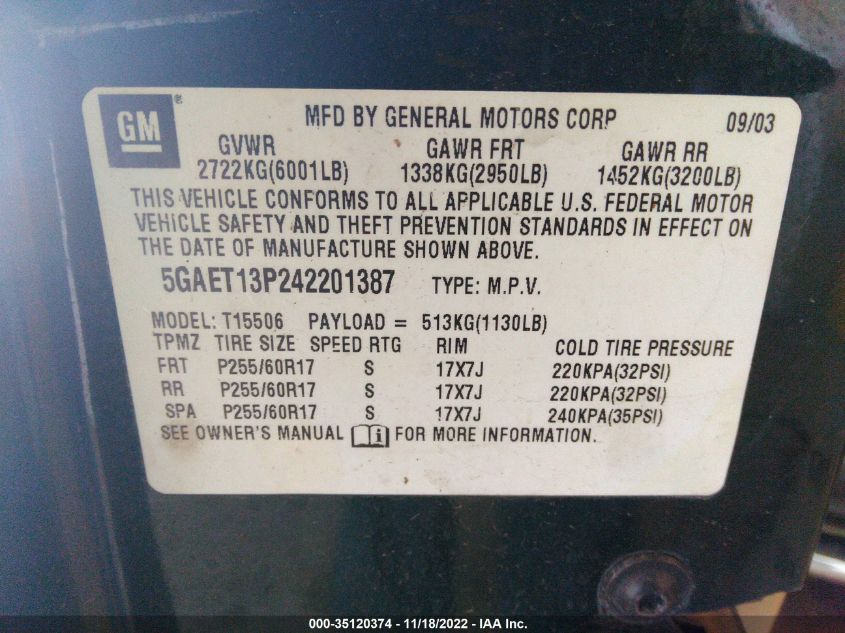 GM ® MFD BY GENERAL MOTORS CORP 09/03
GVWR GAWR FRT GAWR RR
2722KG(6001LB) 1338KG(2950LB) 1452KG(3200LB)
THIS VEHICLE CONFORMS TO ALL APPLICABLE U.S. FEDERAL MOTOR
VEHICLE SAFETY AND THEFT PREVENTION STANDARDS IN EFFECT ON
THE DATE OF MANUFACTURE SHOWN ABOVE.
5GAET13P242201387 TYPE: M.P.V.
MODEL: T15506 PAYLOAD = 513KG(1130LB)
TPMZ TIRE SIZE SPEED RTG RIM COLD TIRE PRESSURE
FRT P255/60R17 S 17X7J 220KPA(32PSI)
RR P255/60R17 S 17X7J 220KPA(32PSI)
SPA P255/60R17 S 17X7J 240KPA(35PSI)
SEE OWNER'S MANUAL i FOR MORE INFORMATION.
000-35120374 - 11/18/2022 - IAA Inc.